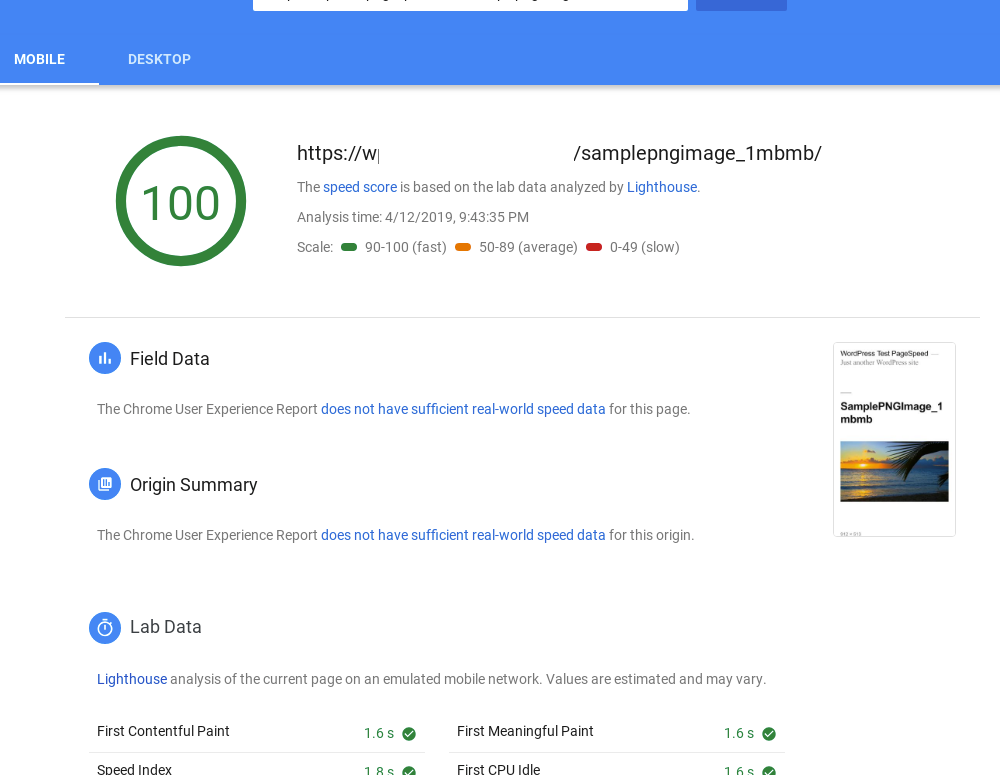 MOBILE
DESKTOP
100
https://w /samplepngimage_1mbmb/
The speed score is based on the lab data analyzed by Lighthouse.
Analysis time: 4/12/2019, 9:43:35 PM
Scale: 90-100 (fast) 50-89 (average) 0-49 (slow)
Field Data
The Chrome User Experience Report does not have sufficient real-world speed data for this page.
WordPress Test PageSpeed —
Just another WordPress site
SamplePNGImage_1
mbmb
Origin Summary
The Chrome User Experience Report does not have sufficient real-world speed data for this origin.
Lab Data
Lighthouse analysis of the current page on an emulated mobile network. Values are estimated and may vary.
First Contentful Paint 1.6 s
First Meaningful Paint 1.6 s
Speed Index 1.8 s
First CPU Idle 1.6 s